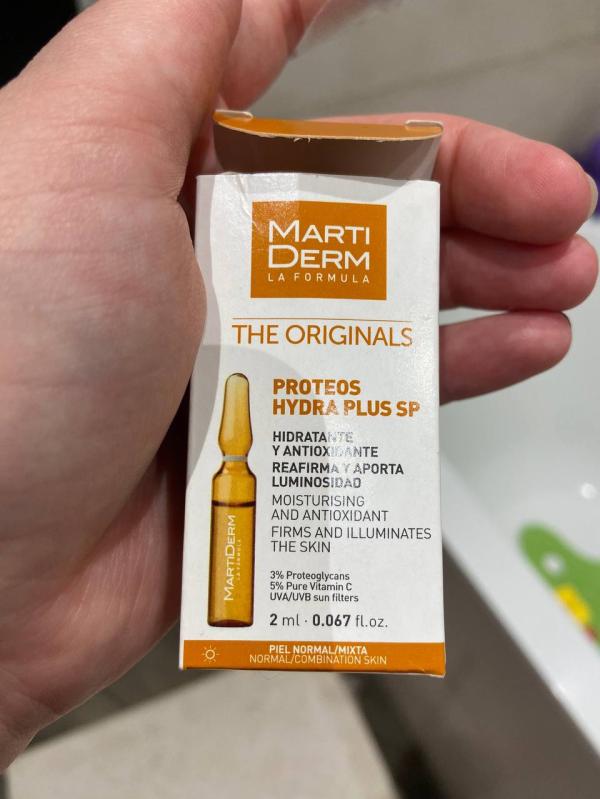 MARTI
DERM
LA FORMULA
THE ORIGINALS
PROTEOS
HYDRA PLUS SP
HIDRATANTE
Y ANTIOXIDANTE
REAFIRMA Y APORTA
LUMINOSIDAD
MOISTURISING
AND ANTIOXIDANT
FIRMS AND ILLUMINATES
THE SKIN
MARTIDERM
LA FORMULA
3% Proteoglycans
5% Pure Vitamin C
UVA/UVB sun filters
2 ml · 0.067 fl.oz.
PIEL NORMAL/MIXTA
NORMAL/COMBINATION SKIN